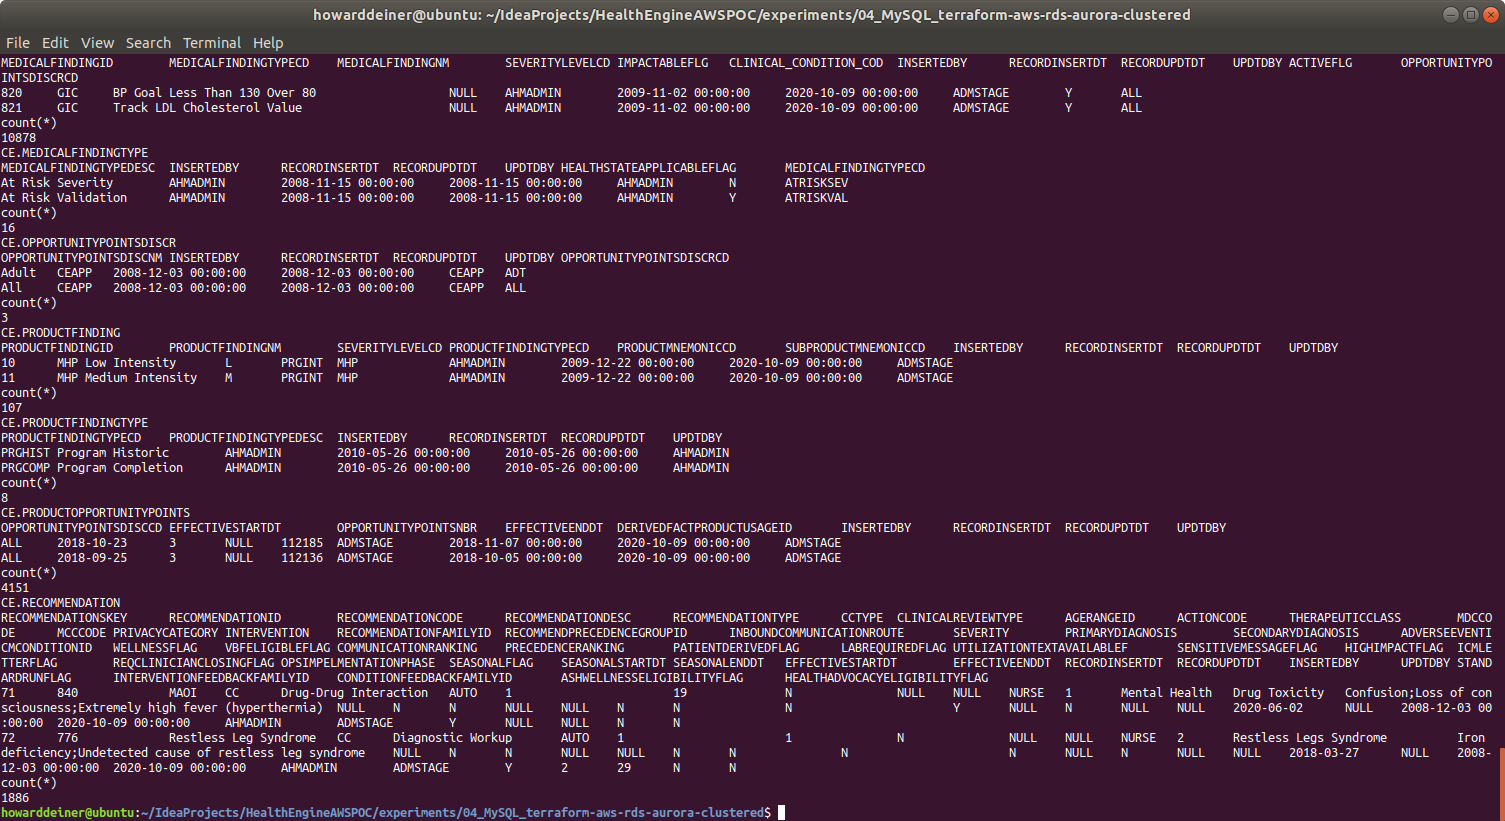 howarddeiner@ubuntu: ~/IdeaProjects/HealthEngineAWSPOC/experiments/04_MySQL_terraform-aws-rds-aurora-clustered
File Edit View Search Terminal Help
MEDICALFINDINGID MEDICALFINDINGTYPECD MEDICALFINDINGNM SEVERITYLEVELCD IMPACTABLEFLG CLINICAL_CONDITION_COD INSERTEDBY RECORDINSERTDT RECORDUPDTDT UPDTDBY ACTIVEFLG OPPORTUNITYPO
INTSDISCRCD
820 GIC BP Goal Less Than 130 Over 80 NULL AHMADMIN 2009-11-02 00:00:00 2020-10-09 00:00:00 ADMSTAGE Y ALL
821 GIC Track LDL Cholesterol Value NULL AHMADMIN 2009-11-02 00:00:00 2020-10-09 00:00:00 ADMSTAGE Y ALL
count(*)
10878
CE.MEDICALFINDINGTYPE
MEDICALFINDINGTYPEDESC INSERTEDBY RECORDINSERTDT RECORDUPDTDT UPDTDBY HEALTHSTATEAPPLICABLEFLAG MEDICALFINDINGTYPECD
At Risk Severity AHMADMIN 2008-11-15 00:00:00 2008-11-15 00:00:00 AHMADMIN N ATRISKSEV
At Risk Validation AHMADMIN 2008-11-15 00:00:00 2008-11-15 00:00:00 AHMADMIN Y ATRISKVAL
count(*)
16
CE.OPPORTUNITYPOINTSDISCR
OPPORTUNITYPOINTSDISCNM INSERTEDBY RECORDINSERTDT RECORDUPDTDT UPDTDBY OPPORTUNITYPOINTSDISCRCD
Adult CEAPP 2008-12-03 00:00:00 2008-12-03 00:00:00 CEAPP ADT
All CEAPP 2008-12-03 00:00:00 2008-12-03 00:00:00 CEAPP ALL
count(*)
3
CE.PRODUCTFINDING
PRODUCTFINDINGID PRODUCTFINDINGNM SEVERITYLEVELCD PRODUCTFINDINGTYPECD PRODUCTMNEMONICCD SUBPRODUCTMNEMONICCD INSERTEDBY RECORDINSERTDT RECORDUPDTDT UPDTDBY
10 MHP Low Intensity L PRGINT MHP AHMADMIN 2009-12-22 00:00:00 2020-10-09 00:00:00 ADMSTAGE
11 MHP Medium Intensity M PRGINT MHP AHMADMIN 2009-12-22 00:00:00 2020-10-09 00:00:00 ADMSTAGE
count(*)
107
CE.PRODUCTFINDINGTYPE
PRODUCTFINDINGTYPECD PRODUCTFINDINGTYPEDESC INSERTEDBY RECORDINSERTDT RECORDUPDTDT UPDTDBY
PRGHIST Program Historic AHMADMIN 2010-05-26 00:00:00 2010-05-26 00:00:00 AHMADMIN
PRGCOMP Program Completion AHMADMIN 2010-05-26 00:00:00 2010-05-26 00:00:00 AHMADMIN
count(*)
8
CE.PRODUCTOPPORTUNITYPOINTS
OPPORTUNITYPOINTSDISCCD EFFECTIVESTARTDT OPPORTUNITYPOINTSNBR EFFECTIVEENDDT DERIVEDFACTPRODUCTUSAGEID INSERTEDBY RECORDINSERTDT RECORDUPDTDT UPDTDBY
ALL 2018-10-23 3 NULL 112185 ADMSTAGE 2018-11-07 00:00:00 2020-10-09 00:00:00 ADMSTAGE
ALL 2018-09-25 3 NULL 112136 ADMSTAGE 2018-10-05 00:00:00 2020-10-09 00:00:00 ADMSTAGE
count(*)
4151
CE.RECOMMENDATION
RECOMMENDATIONSKEY RECOMMENDATIONID RECOMMENDATIONCODE RECOMMENDATIONDESC RECOMMENDATIONTYPE CCTYPE CLINICALREVIEWTYPE AGERANGEID ACTIONCODE THERAPEUTICCLASS MDCCO
DE MCCCODE PRIVACYCATEGORY INTERVENTION RECOMMENDATIONFAMILYID RECOMMENDPRECEDENCEGROUPID INBOUNDCOMMUNICATIONROUTE SEVERITY PRIMARYDIAGNOSIS SECONDARYDIAGNOSIS ADVERSEEVENTI
CMCONDITIONID WELLNESSFLAG VBFELIGIBLEFLAG COMMUNICATIONRANKING PRECEDENCERANKING PATIENTDERIVEDFLAG LABREQUIREDFLAG UTILIZATIONTEXTAVAILABLEF SENSITIVEMESSAGEFLAG HIGHIMPACTFLAG ICMLE
TTERFLAG REQCLINICIANCLOSINGFLAG OPSIMPELMENTATIONPHASE SEASONALFLAG SEASONALSTARTDT SEASONALENDDT EFFECTIVESTARTDT EFFECTIVEENDDT RECORDINSERTDT RECORDUPDTDT INSERTEDBY UPDTDBY STAND
ARDRUNFLAG INTERVENTIONFEEDBACKFAMILYID CONDITIONFEEDBACKFAMILYID ASHWELLNESSELIGIBILITYFLAG HEALTHADVOCACYELIGIBILITYFLAG
71 840 MAOI CC Drug-Drug Interaction AUTO 1 19 N NULL NULL NURSE 1 Mental Health Drug Toxicity Confusion;Loss of con
sciousness;Extremely high fever (hyperthermia) NULL N N NULL NULL N N N Y NULL N NULL NULL 2020-06-02 NULL 2008-12-03 00
:00:00 2020-10-09 00:00:00 AHMADMIN ADMSTAGE Y NULL NULL N N
72 776 Restless Leg Syndrome CC Diagnostic Workup AUTO 1 1 N NULL NULL NURSE 2 Restless Legs Syndrome Iron
deficiency;Undetected cause of restless leg syndrome NULL N N NULL NULL N N N N NULL N NULL NULL 2018-03-27 NULL 2008-
12-03 00:00:00 2020-10-09 00:00:00 AHMADMIN ADMSTAGE Y 2 29 N N
count(*)
1886
howarddeiner@ubuntu:~/IdeaProjects/HealthEngineAWSPOC/experiments/04_MySQL_terraform-aws-rds-aurora-clustered$